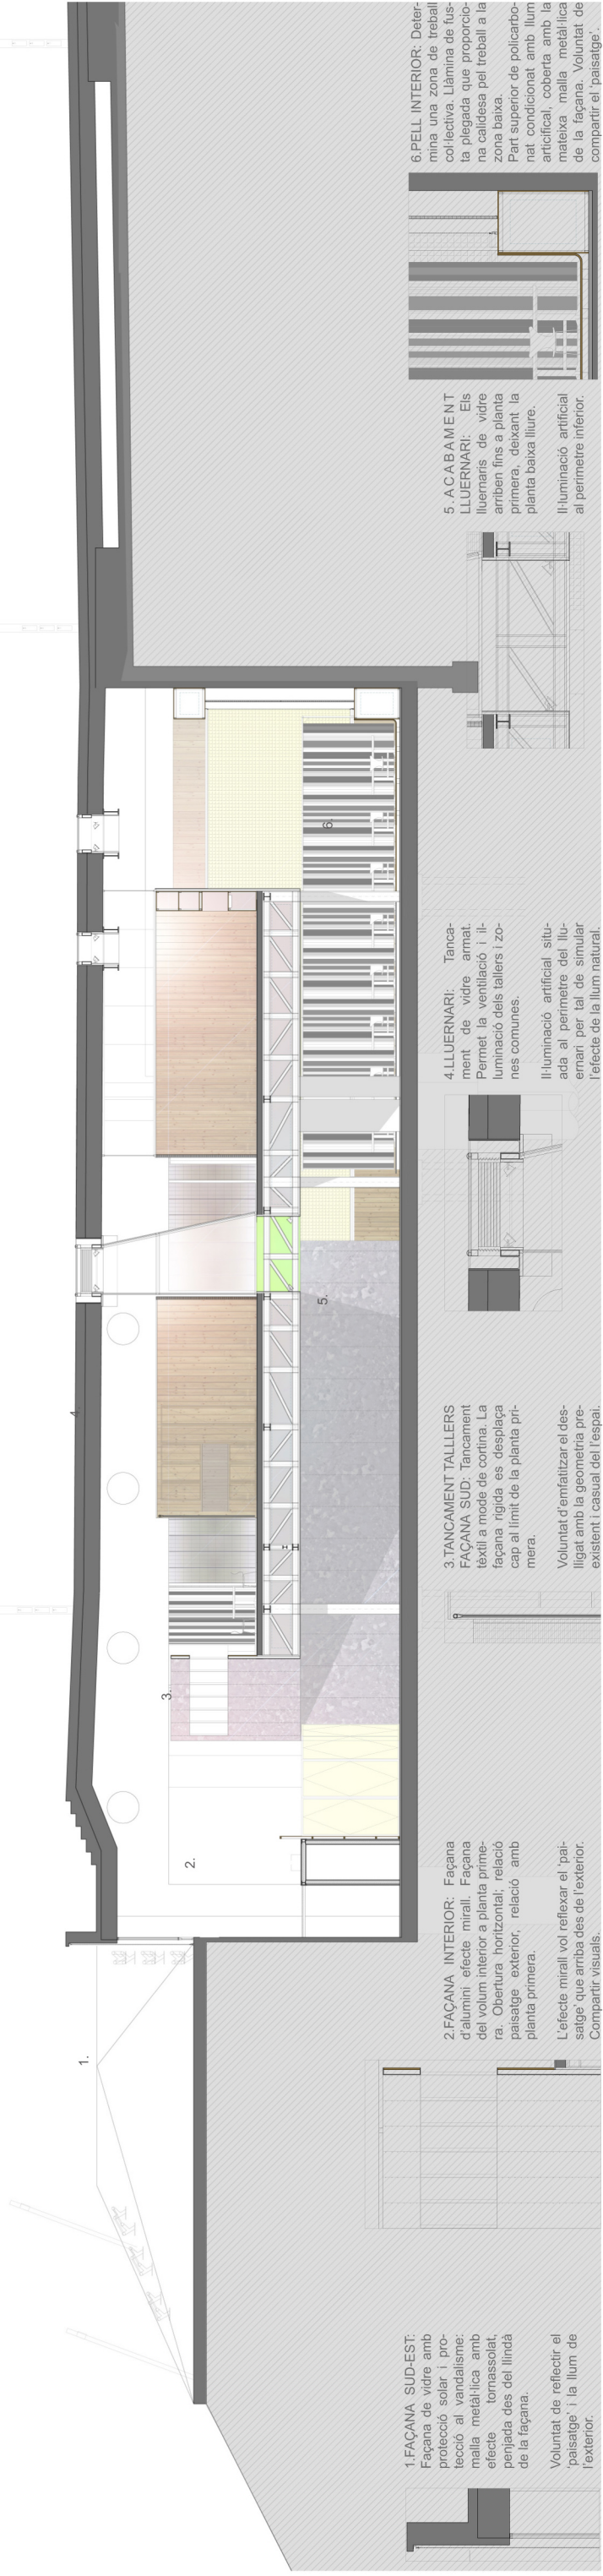 1.FAÇANA SUD-EST:
Façana de vidre amb
protecció solar i pro-
tecció al vandalisme:
malla metàl·lica amb
efecte tornassolat,
penjada des del llindà
de la façana.
Voluntat de reflectir el
'paisatge' i la llum de
l'exterior.
2.FAÇANA INTERIOR: Façana
d'alumini efecte mirall. Façana
del volum interior a planta prime-
ra. Obertura horitzontal; relació
paisatge exterior, relació amb
planta primera.
L'efecte mirall vol reflexar el 'pai-
satge' que arriba des de l'exterior.
Compartir visuals.
3.TANCAMENT TALLLERS
FAÇANA SUD: Tancament
tèxtil a mode de cortina. La
façana rígida es desplaça
cap al límit de la planta pri-
mera.
Voluntat d'emfatitzar el des-
lligat amb la geometria pre-
existent i casual del l'espai.
4.LLUERNARI: Tanca-
ment de vidre armat.
Permet la ventilació i il-
luminació dels tallers i zo-
nes comunes.
Il·luminació artificial situ-
ada al perimetre del llu-
ernari per tal de simular
l'efecte de la llum natural.
5.ACABAMENT
LLUERNARI: Els
lluernaris de vidre
arriben fins a planta
primera, deixant la
planta baixa lliure.
Il·luminació artificial
al perimetre inferior.
6.PELL INTERIOR: Deter-
mina una zona de treball
col·lectiva. Llàmina de fus-
ta plegada que proporcio-
na calidesa pel treball a la
zona baixa.
Part superior de policarbo-
nat condicionat amb llum
articifical, coberta amb la
mateixa malla metàl·lica
de la façana. Voluntat de
compartir el 'paisatge'.
1.
2.
3.
4.
5.
6.